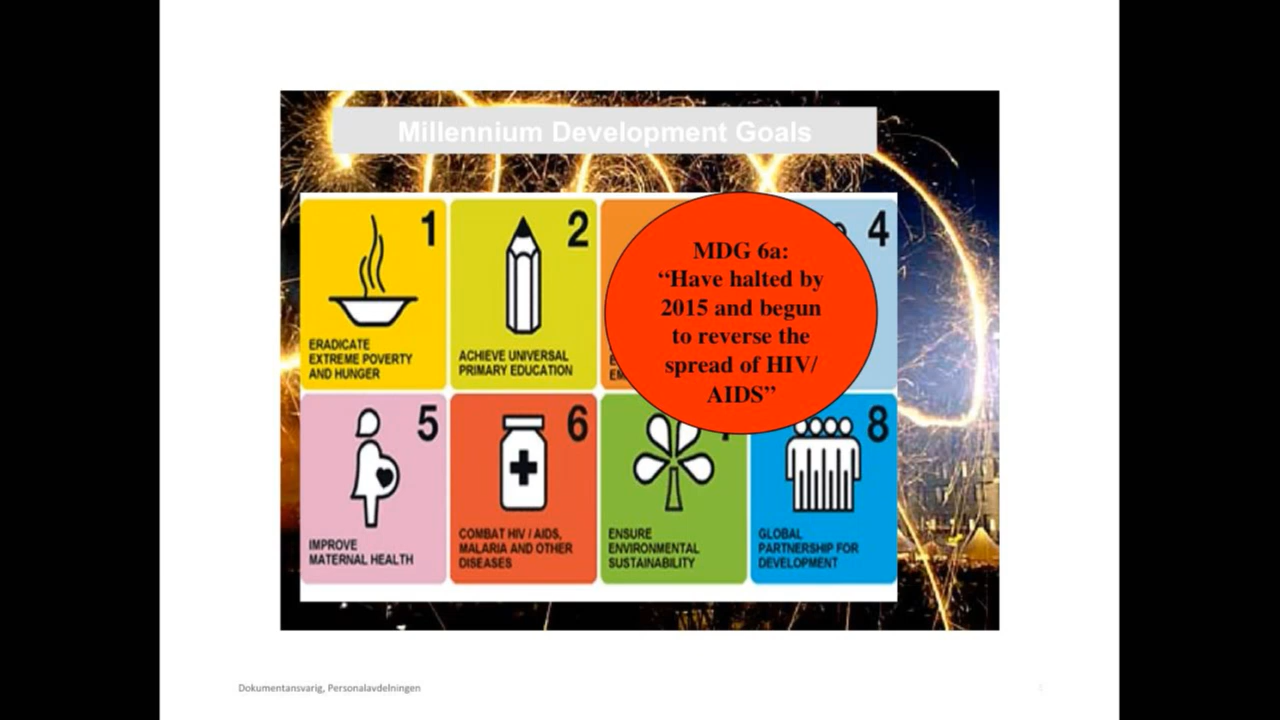 Millennium Development Goals
1
ERADICATE
EXTREME POVERTY
AND HUNGER
2
ACHIEVE UNIVERSAL
PRIMARY EDUCATION
4
MDG 6a:
“Have halted by
2015 and begun
to reverse the
spread of HIV/
AIDS”
5
IMPROVE
MATERNAL HEALTH
6
COMBAT HIV / AIDS,
MALARIA AND OTHER
DISEASES
ENSURE
ENVIRONMENTAL
SUSTAINABILITY
8
GLOBAL
PARTNERSHIP FOR
DEVELOPMENT
Dokumentansvarig, Personalavdelningen